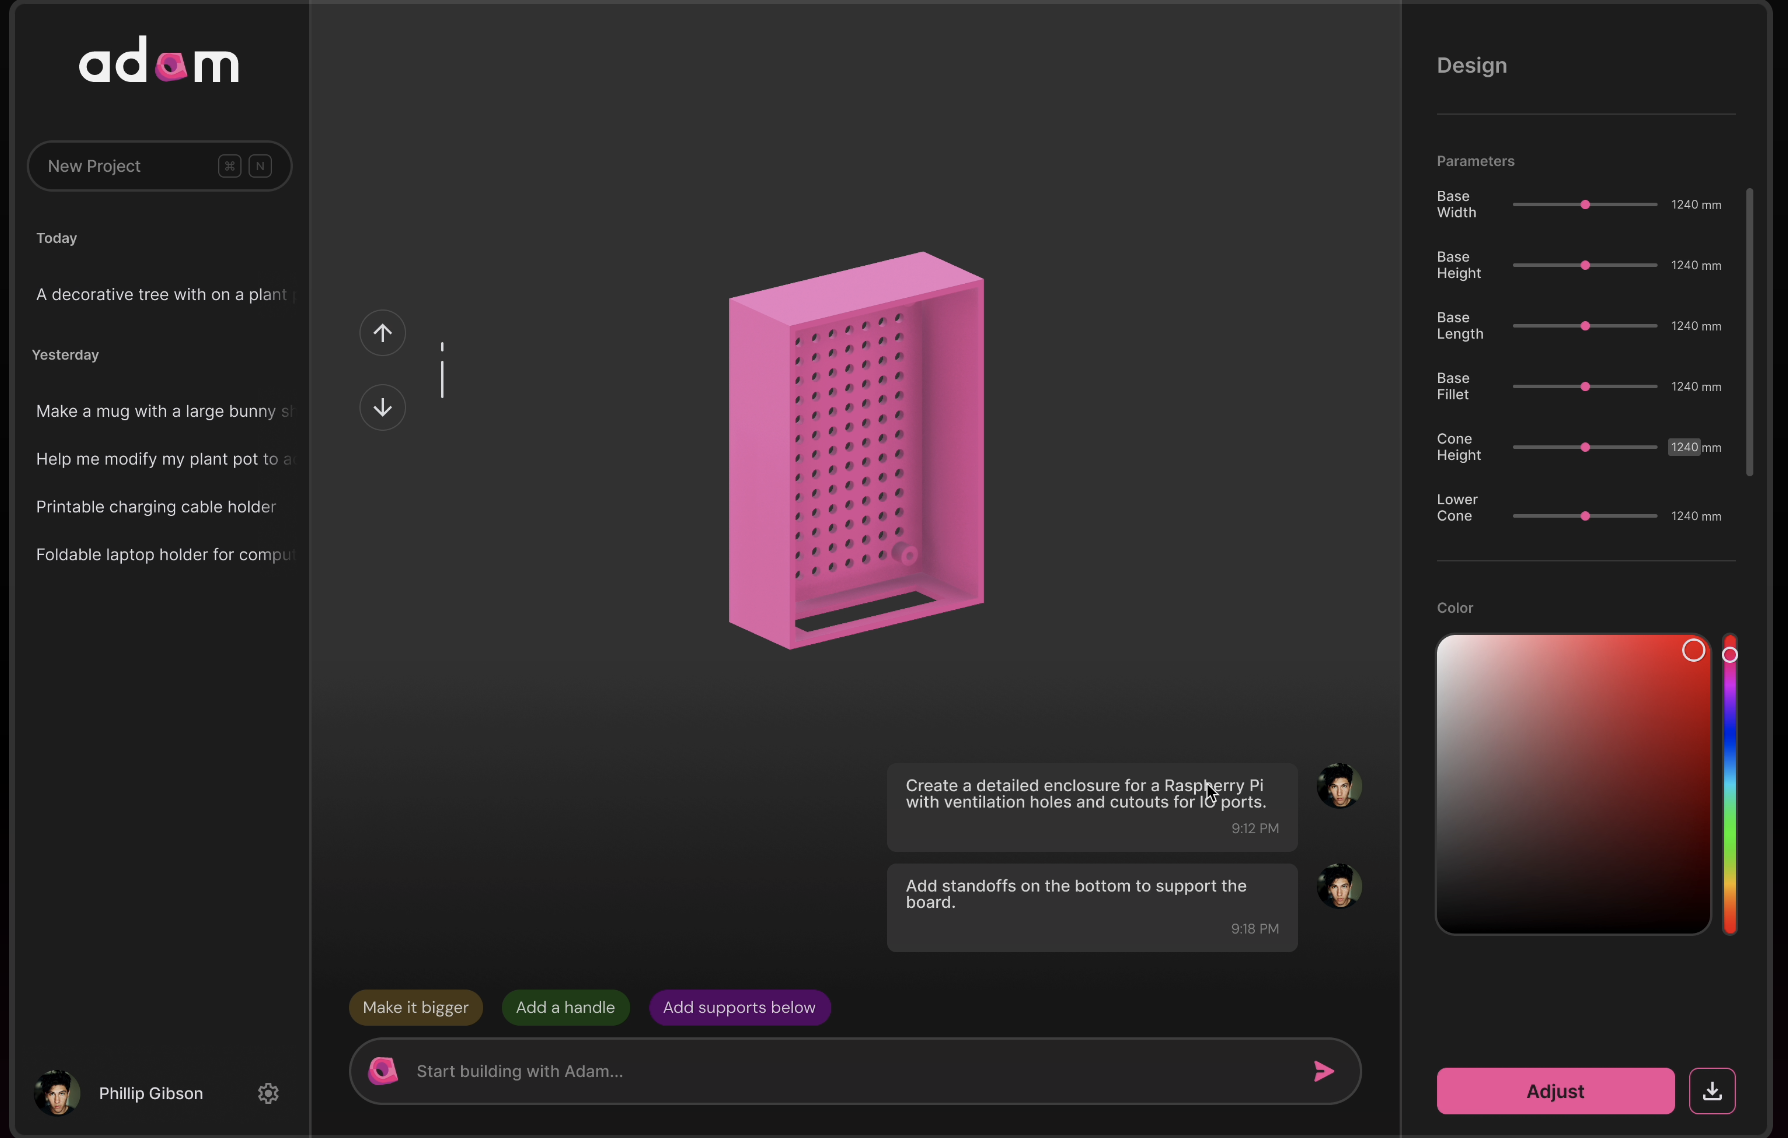 adam
New Project ⌘ N
Today
A decorative tree with on a plant
Yesterday
Make a mug with a large bunny
Help me modify my plant pot to
Printable charging cable holder
Foldable laptop holder for
Phillip Gibson
Create a detailed enclosure for a Raspberry Pi
with ventilation holes and cutouts for IO ports.
9:12 PM
Add standoffs on the bottom to support the
board.
9:18 PM
Make it bigger
Add a handle
Add supports below
Start building with Adam...
Design
Parameters
Base
Width
1240 mm
Base
Height
1240 mm
Base
Length
1240 mm
Base
Fillet
1240 mm
Cone
Height
1240 mm
Lower
Cone
1240 mm
Color
Adjust